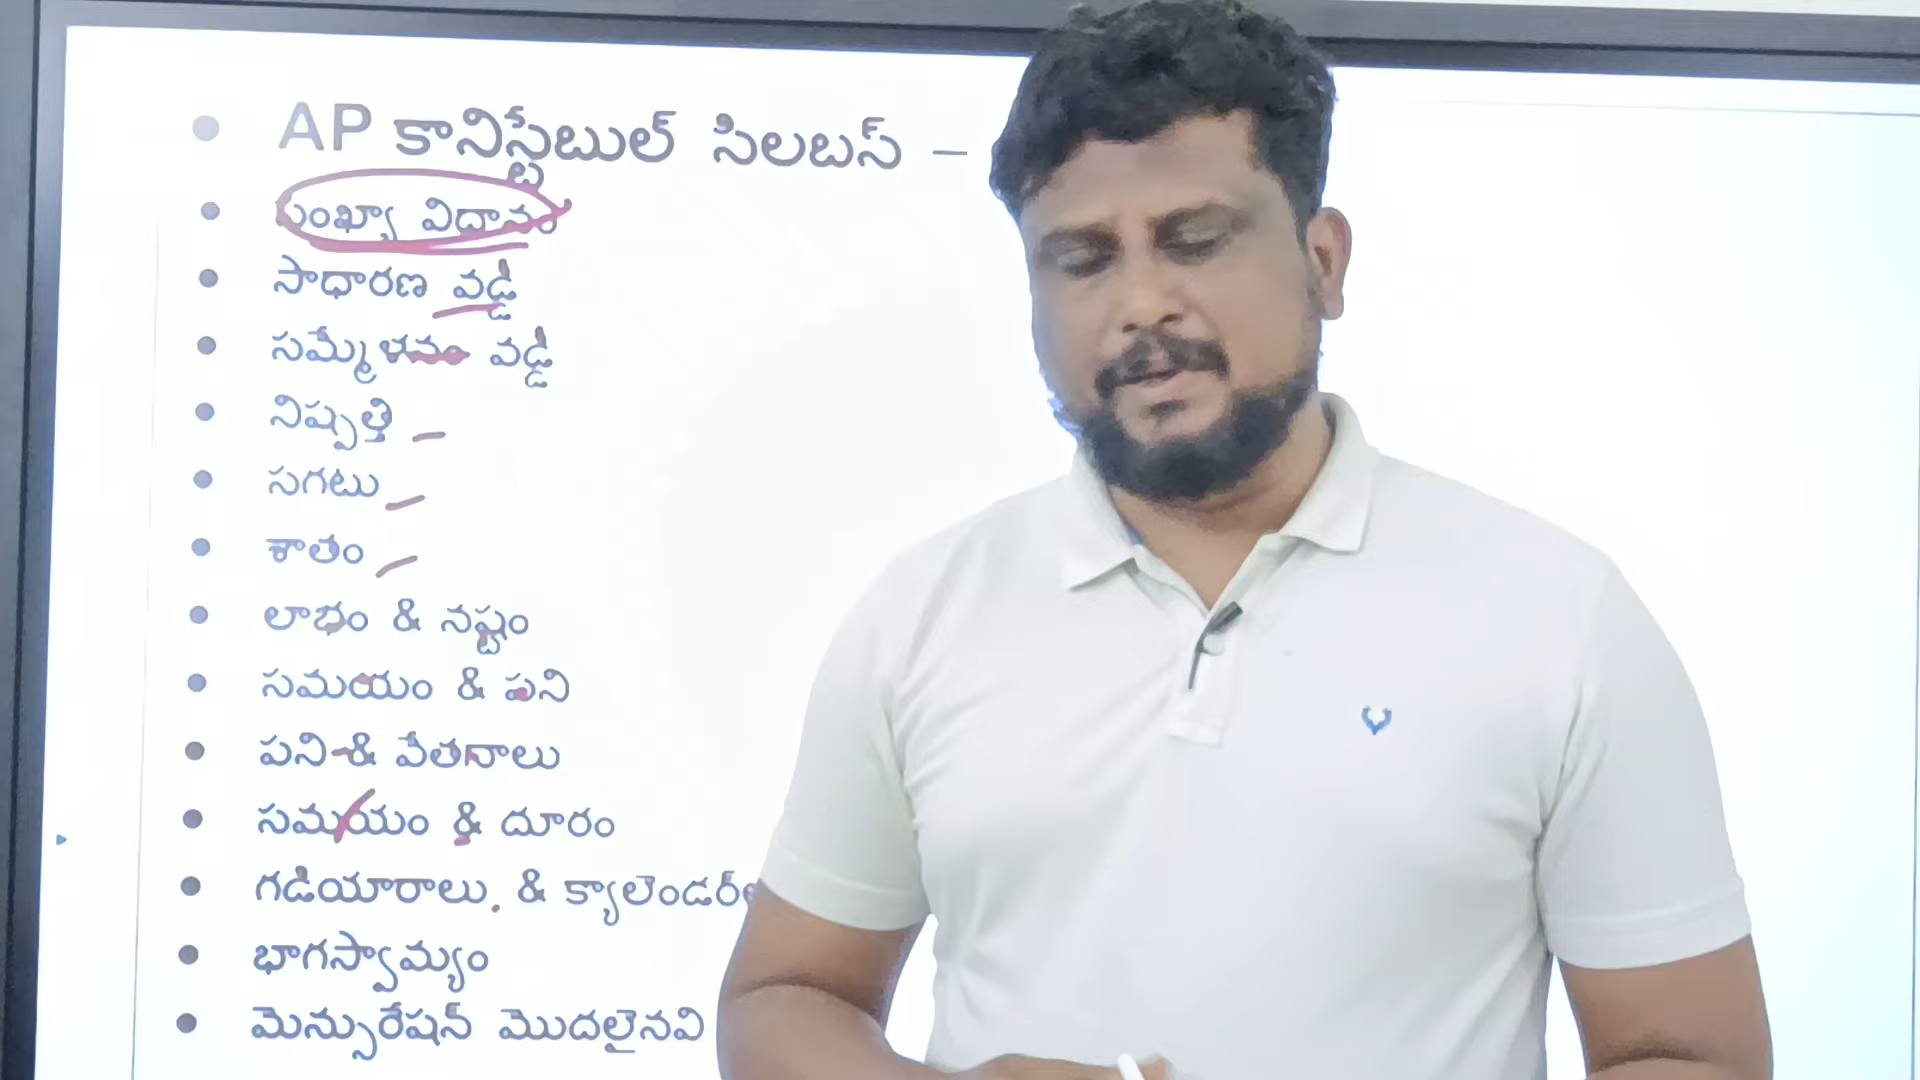 AP కానిస్టేబుల్ సిలబస్ –
సంఖ్యా విదానం
సాధారణ వడ్డీ
సమ్మేళనం వడ్డీ
నిష్పత్తి
సగటు
శాతం
లాభం & నష్టం
సమయం & పని
పని & వేతనాలు
సమయం & దూరం
గడియారాలు. & క్యాలెండర్
భాగస్వామ్యం
మెన్సురేషన్ మొదలైనవి